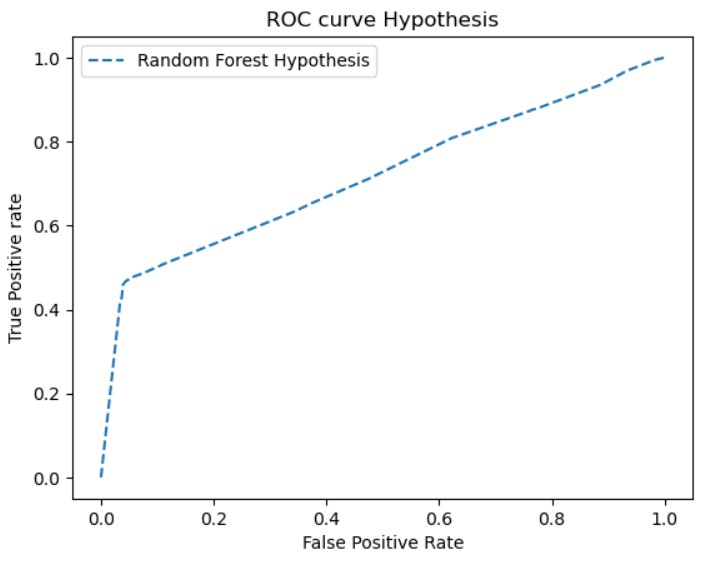 ROC curve Hypothesis
Random Forest Hypothesis
True Positive rate
1.0
0.8
0.6
0.4
0.2
0.0
0.0 0.2 0.4 0.6 0.8 1.0
False Positive Rate